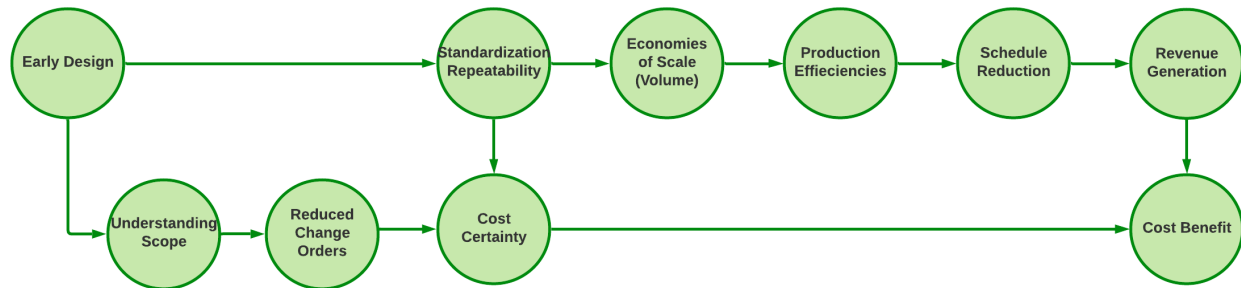 Early Design
Standardization
Repeatability
Economies
of Scale
(Volume)
Production
Effieciencies
Schedule
Reduction
Revenue
Generation
Understanding
Scope
Reduced
Change
Orders
Cost
Certainty
Cost Benefit